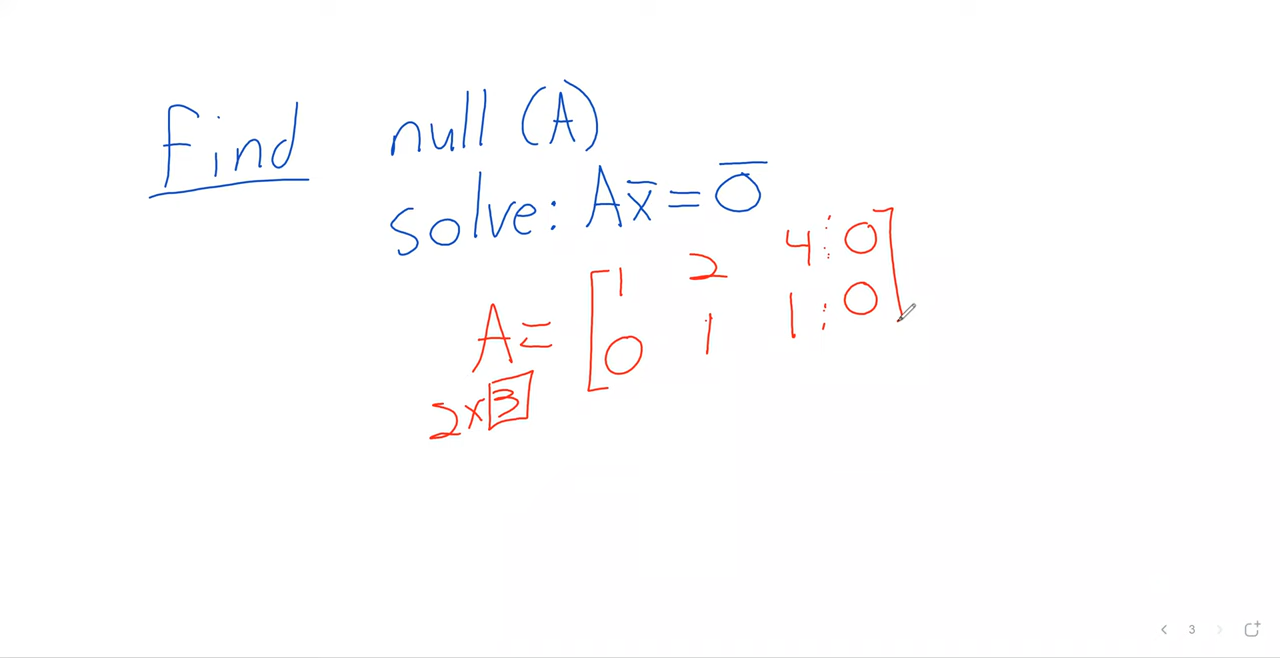 Find null (A)
solve: Ax̄ = 0̄
A = [ 1 2 4 ⋮ 0 ]
0 1 1 ⋮ 0
2x3
3